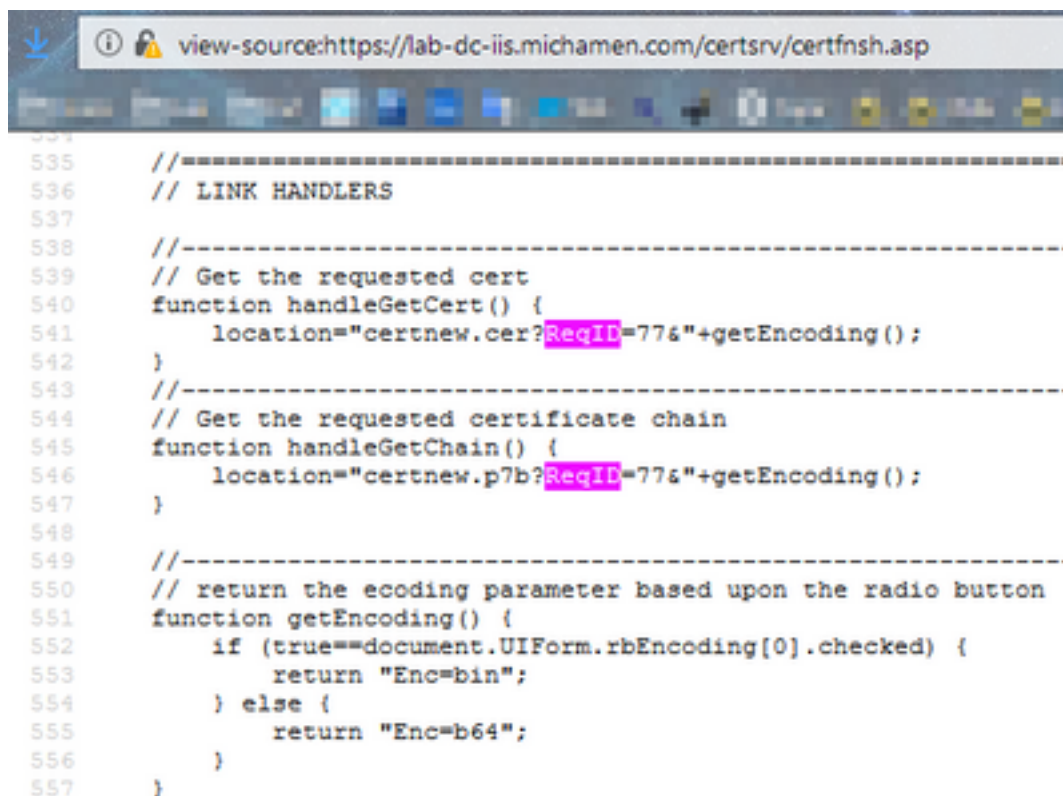 view-source:https://lab-dc-iis.michamen.com/certsrv/certfnsh.asp
534
535 //==========================================================
536 // LINK HANDLERS
537
538 //----------------------------------------------------------
539 // Get the requested cert
540 function handleGetCert() {
541 location="certnew.cer?ReqID=77&"+getEncoding();
542 }
543 //----------------------------------------------------------
544 // Get the requested certificate chain
545 function handleGetChain() {
546 location="certnew.p7b?ReqID=77&"+getEncoding();
547 }
548
549 //----------------------------------------------------------
550 // return the ecoding parameter based upon the radio button
551 function getEncoding() {
552 if (true==document.UIForm.rbEncoding[0].checked) {
553 return "Enc=bin";
554 } else {
555 return "Enc=b64";
556 }
557 }